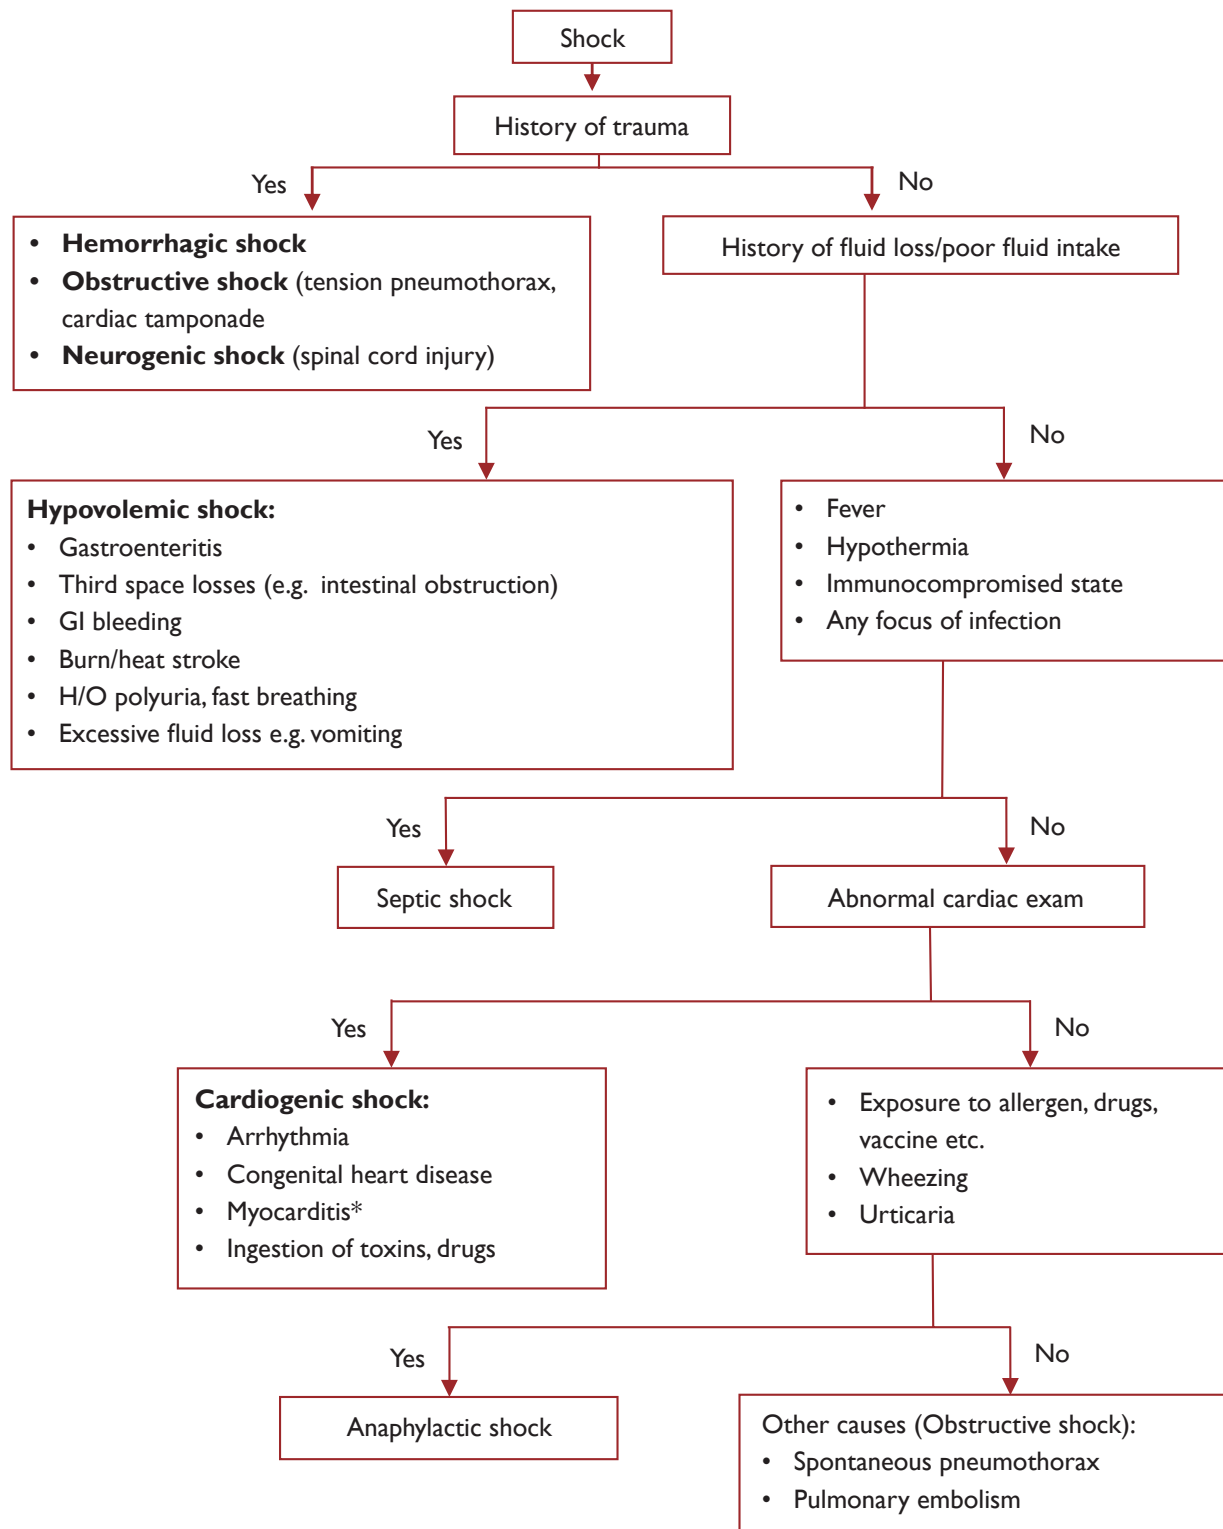 Shock
History of trauma
Yes
No
• Hemorrhagic shock
• Obstructive shock (tension pneumothorax,
cardiac tamponade
• Neurogenic shock (spinal cord injury)
History of fluid loss/poor fluid intake
Yes
No
Hypovolemic shock:
• Gastroenteritis
• Third space losses (e.g. intestinal obstruction)
• GI bleeding
• Burn/heat stroke
• H/O polyuria, fast breathing
• Excessive fluid loss e.g. vomiting
• Fever
• Hypothermia
• Immunocompromised state
• Any focus of infection
Yes
No
Septic shock
Abnormal cardiac exam
Yes
No
Cardiogenic shock:
• Arrhythmia
• Congenital heart disease
• Myocarditis*
• Ingestion of toxins, drugs
• Exposure to allergen, drugs,
vaccine etc.
• Wheezing
• Urticaria
Yes
No
Anaphylactic shock
Other causes (Obstructive shock):
• Spontaneous pneumothorax
• Pulmonary embolism